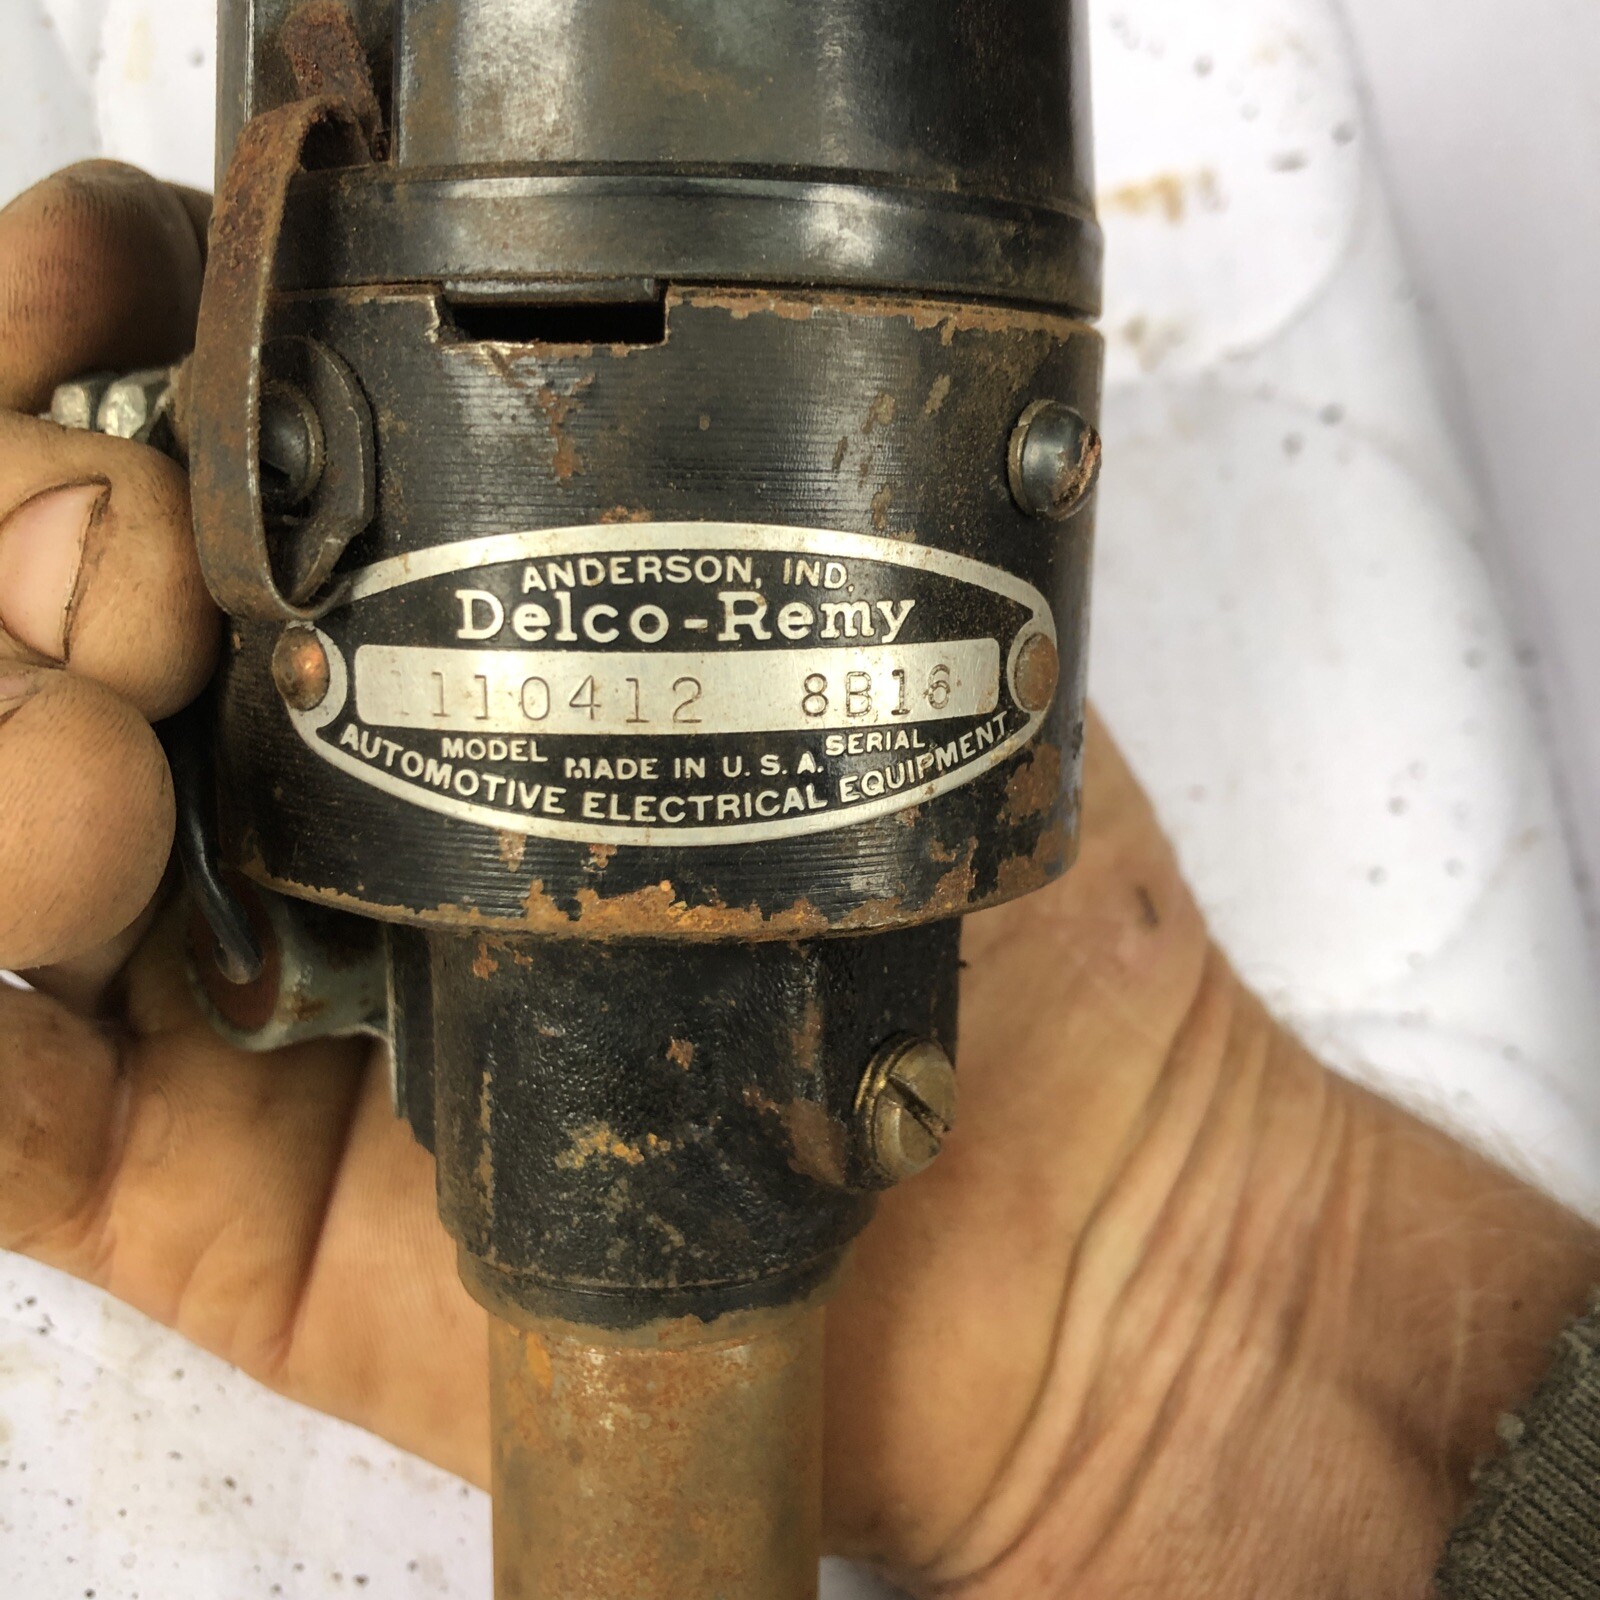 ANDERSON, IND.
Delco-Remy
1110412 8B16
MODEL MADE IN U.S.A. SERIAL
AUTOMOTIVE ELECTRICAL EQUIPMENT